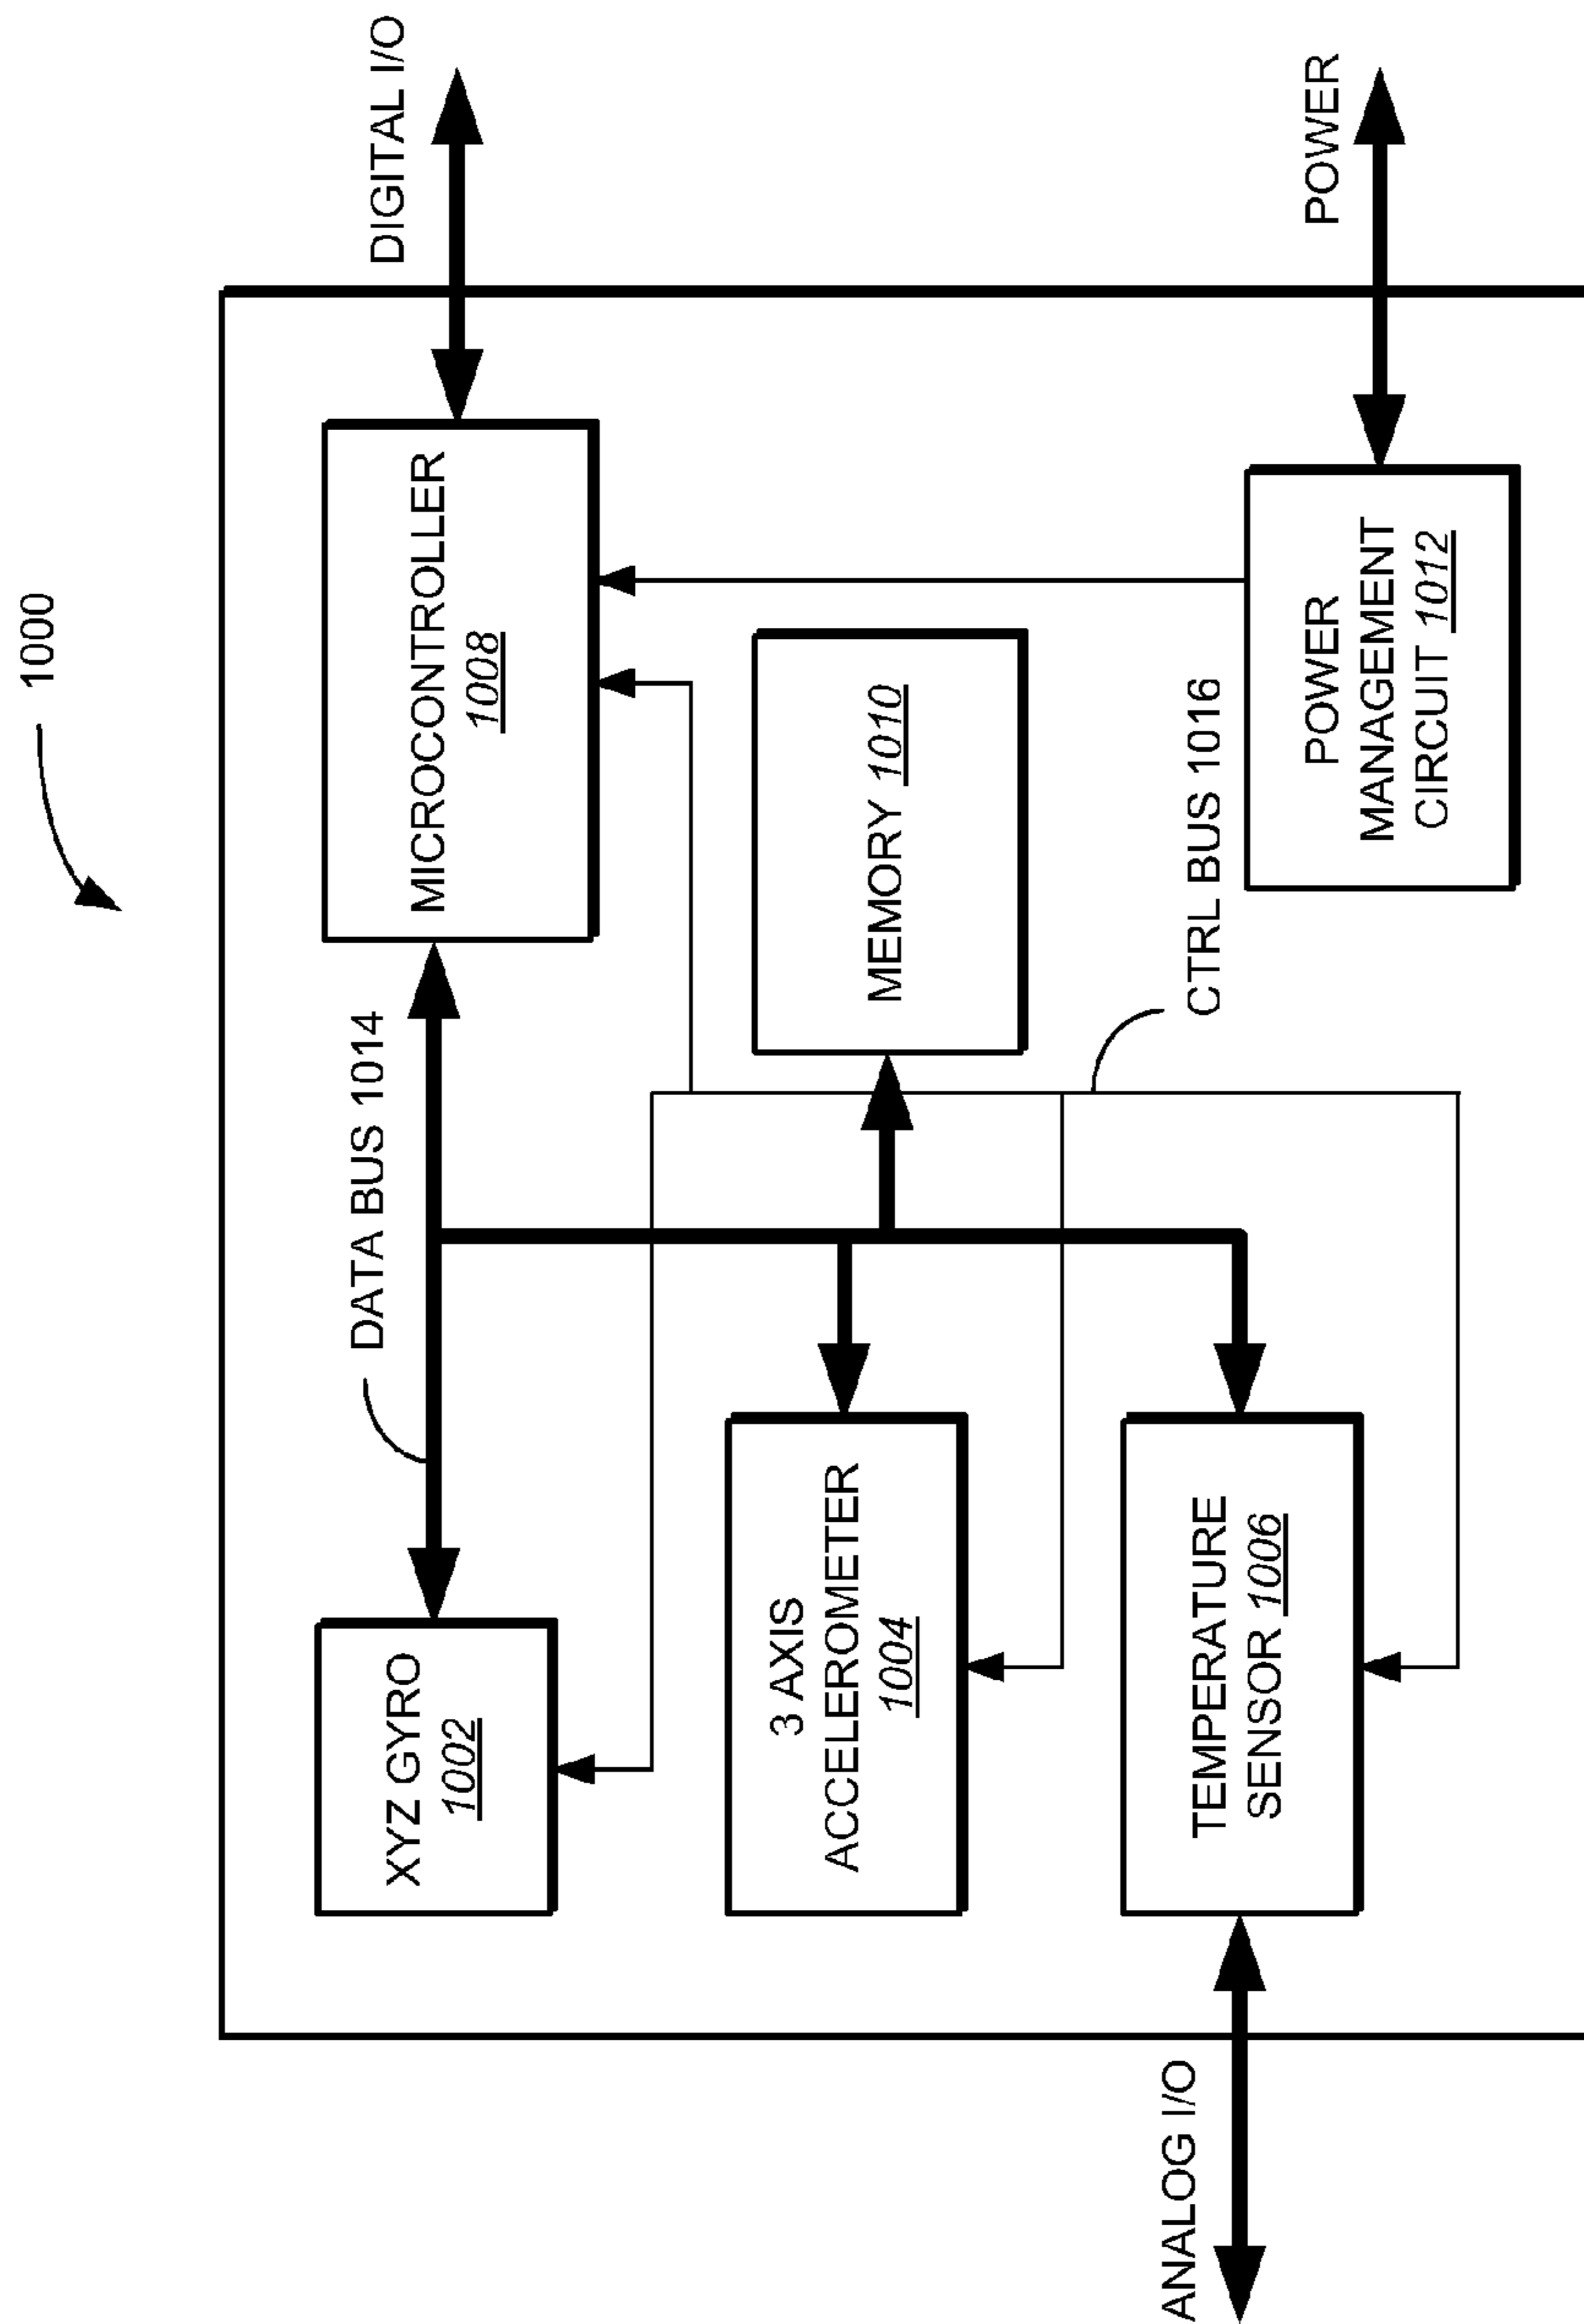 1000
DIGITAL I/O
POWER
DATA BUS 1014
XYZ GYRO
1002
MICROCONTROLLER
1008
3 AXIS
ACCELEROMETER
1004
MEMORY 1010
CTRL BUS 1016
TEMPERATURE
SENSOR 1006
POWER
MANAGEMENT
CIRCUIT 1012
ANALOG I/O